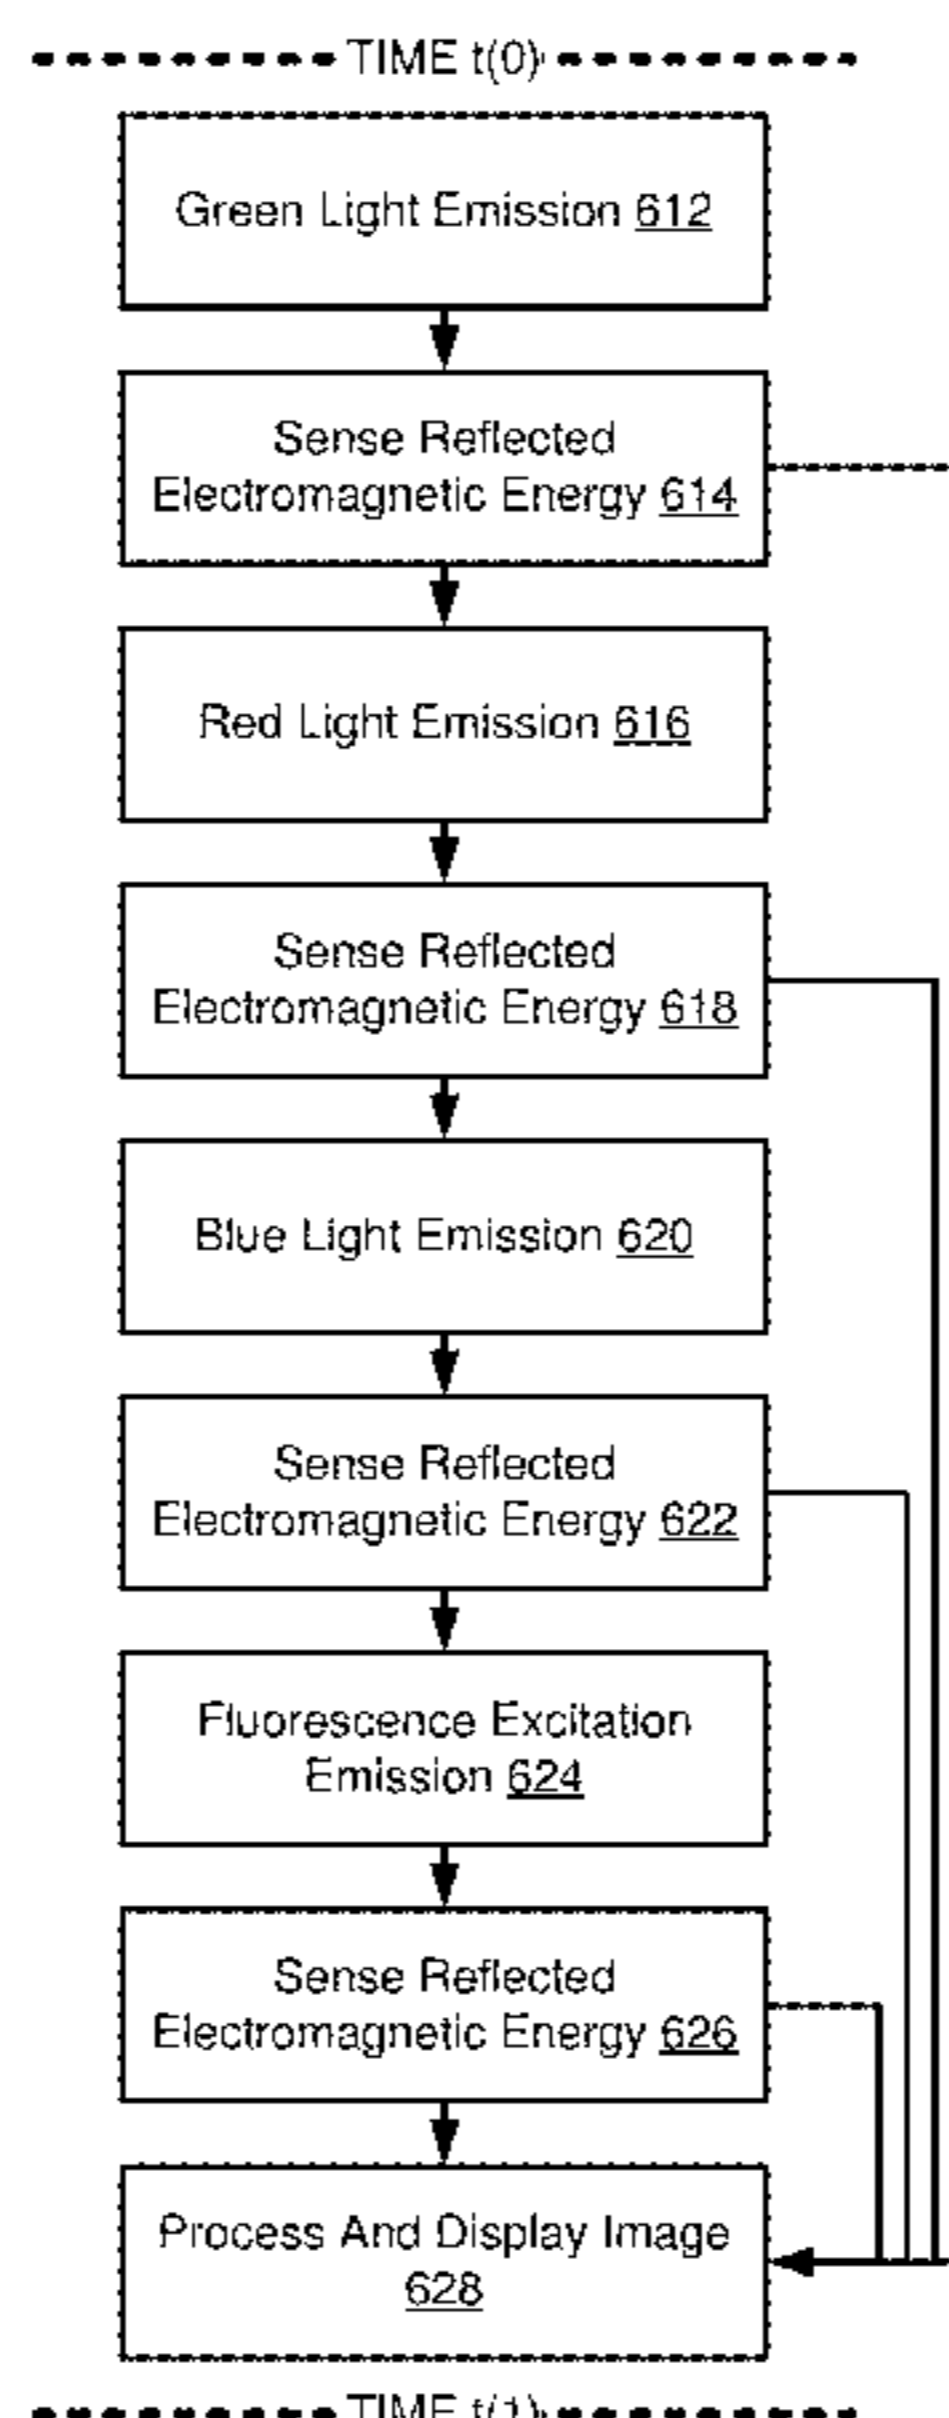 TIME t(0)
Green Light Emission 612
Sense Reflected
Electromagnetic Energy 614
Red Light Emission 616
Sense Reflected
Electromagnetic Energy 618
Blue Light Emission 620
Sense Reflected
Electromagnetic Energy 622
Fluorescence Excitation
Emission 624
Sense Reflected
Electromagnetic Energy 626
Process And Display Image
628
TIME t(1)